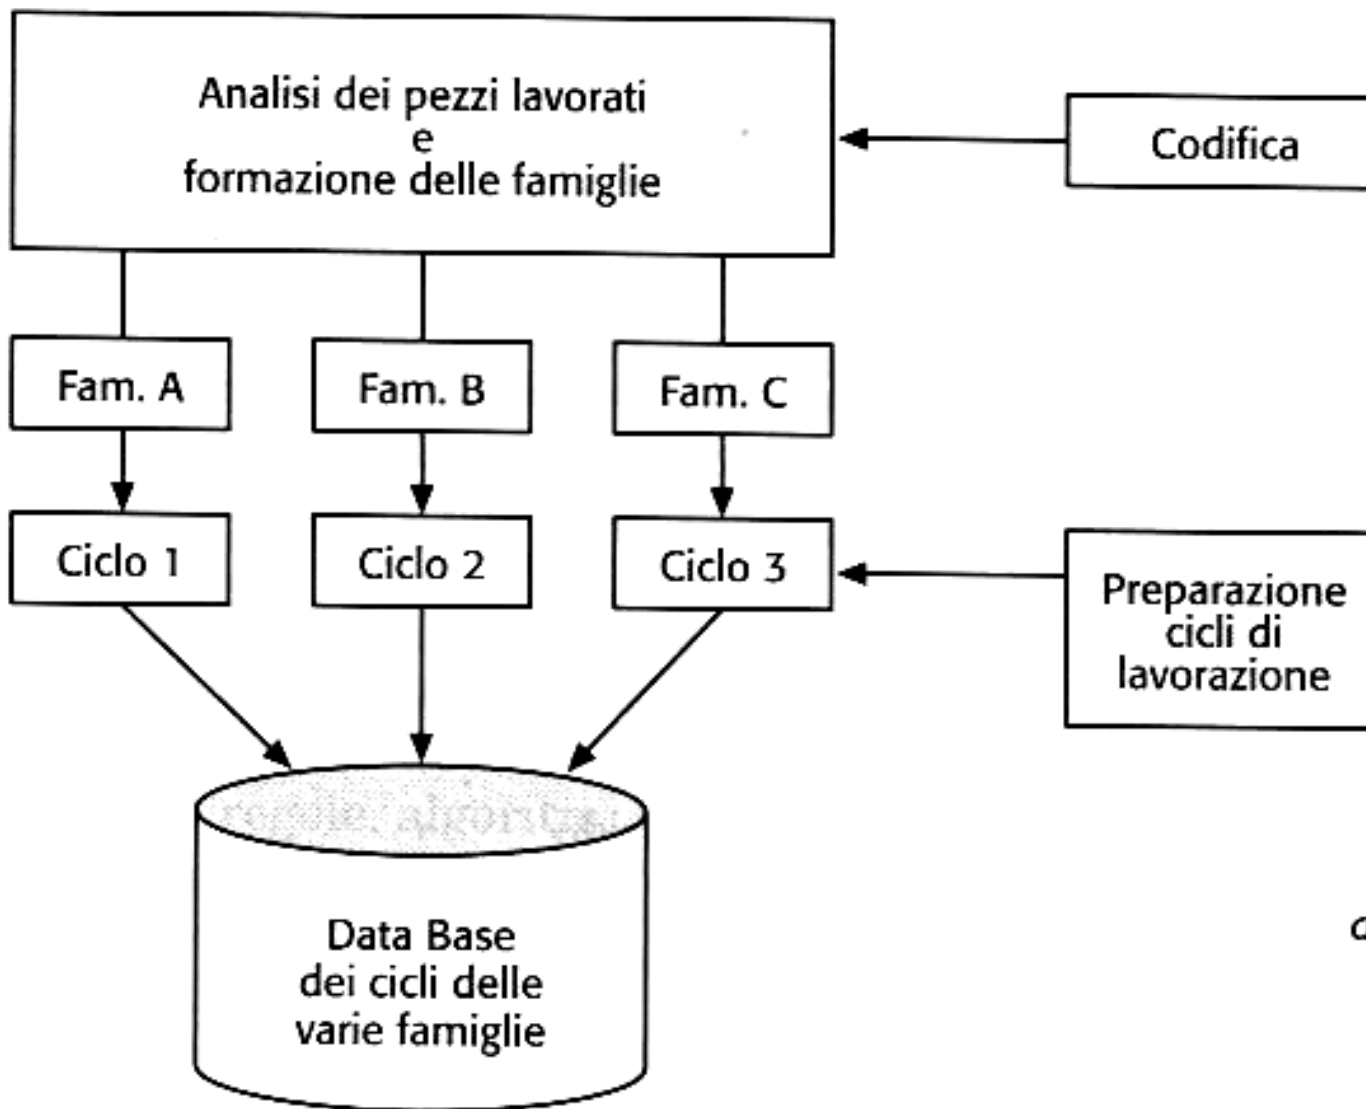 Analisi dei pezzi lavorati
e
formazione delle famiglie
Codifica
Fam. A
Fam. B
Fam. C
Ciclo 1
Ciclo 2
Ciclo 3
Preparazione
cicli di
lavorazione
Data Base
dei cicli delle
varie famiglie